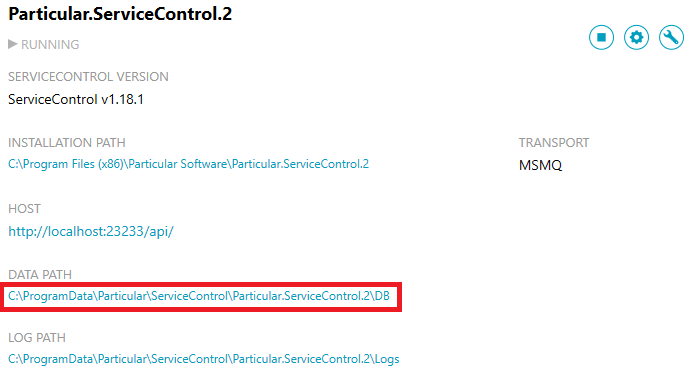 Particular.ServiceControl.2
RUNNING
SERVICECONTROL VERSION
ServiceControl v1.18.1
INSTALLATION PATH
C:\Program Files (x86)\Particular Software\Particular.ServiceControl.2
TRANSPORT
MSMQ
HOST
http://localhost:23233/api/
DATA PATH
C:\ProgramData\Particular\ServiceControl\Particular.ServiceControl.2\DB
LOG PATH
C:\ProgramData\Particular\ServiceControl\Particular.ServiceControl.2\Logs